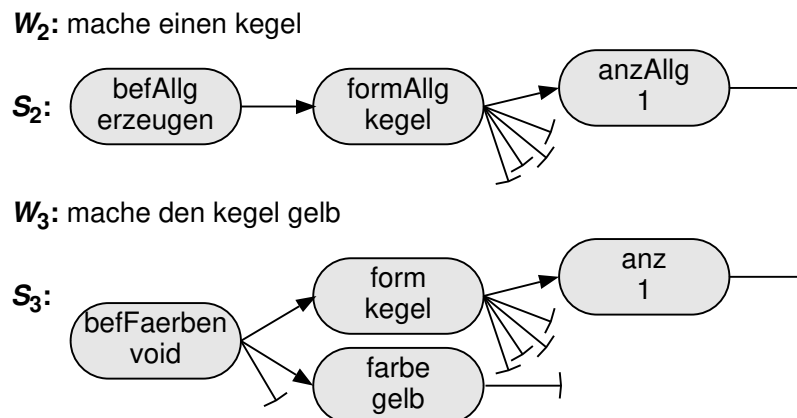 W2: mache einen kegel
S2:
befAllg
erzeugen
formAllg
kegel
anzAllg
1
W3: mache den kegel gelb
S3:
befFaerben
void
form
kegel
anz
1
farbe
gelb